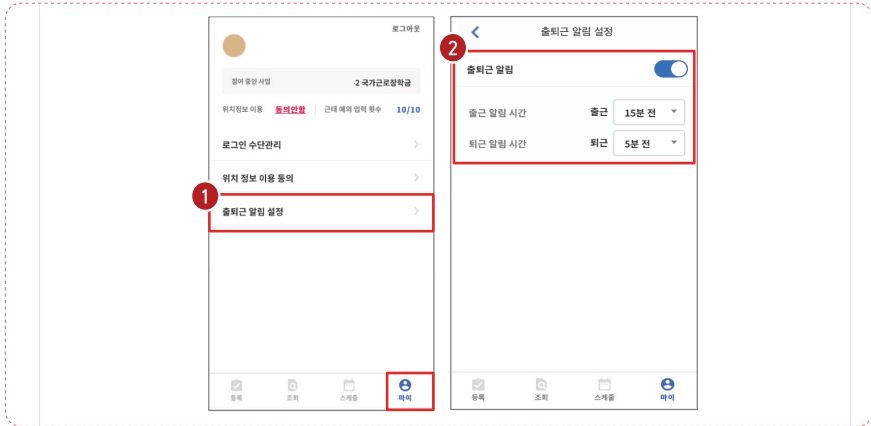 로그아웃
참여 중인 사업 -2 국가근로장학금
위치정보 이용 동의안함 근태 예외 입력 횟수 10/10
로그인 수단관리
위치 정보 이용 동의
1
출퇴근 알림 설정
등록 조회 스케줄 마이
출퇴근 알림 설정
2
출퇴근 알림
출근 알림 시간 출근 15분 전
퇴근 알림 시간 퇴근 5분 전
등록 조회 스케줄 마이